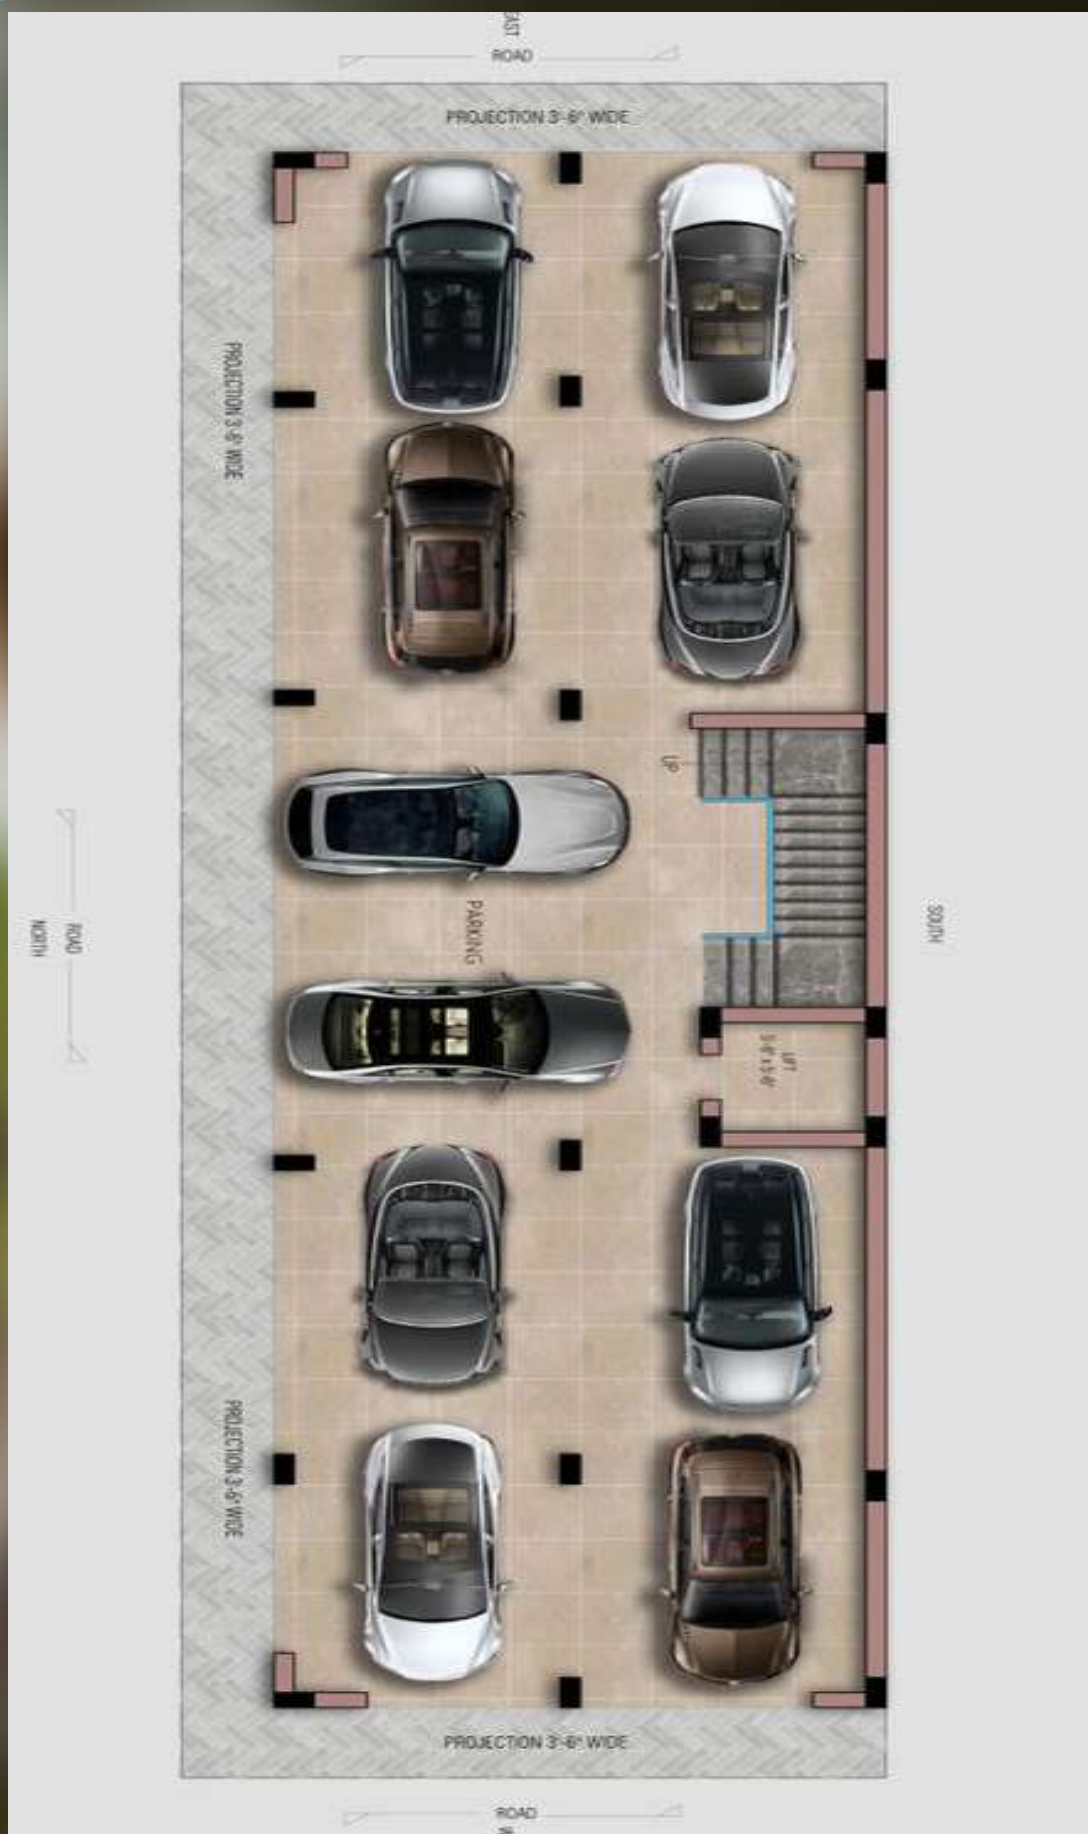 EAST
ROAD
PROJECTION 3'-6" WIDE
PROJECTION 3'-6" WIDE
UP
PARKING
ROAD
NORTH
SOUTH
LIFT
PROJECTION 3'-6" WIDE
PROJECTION 3'-6" WIDE
ROAD